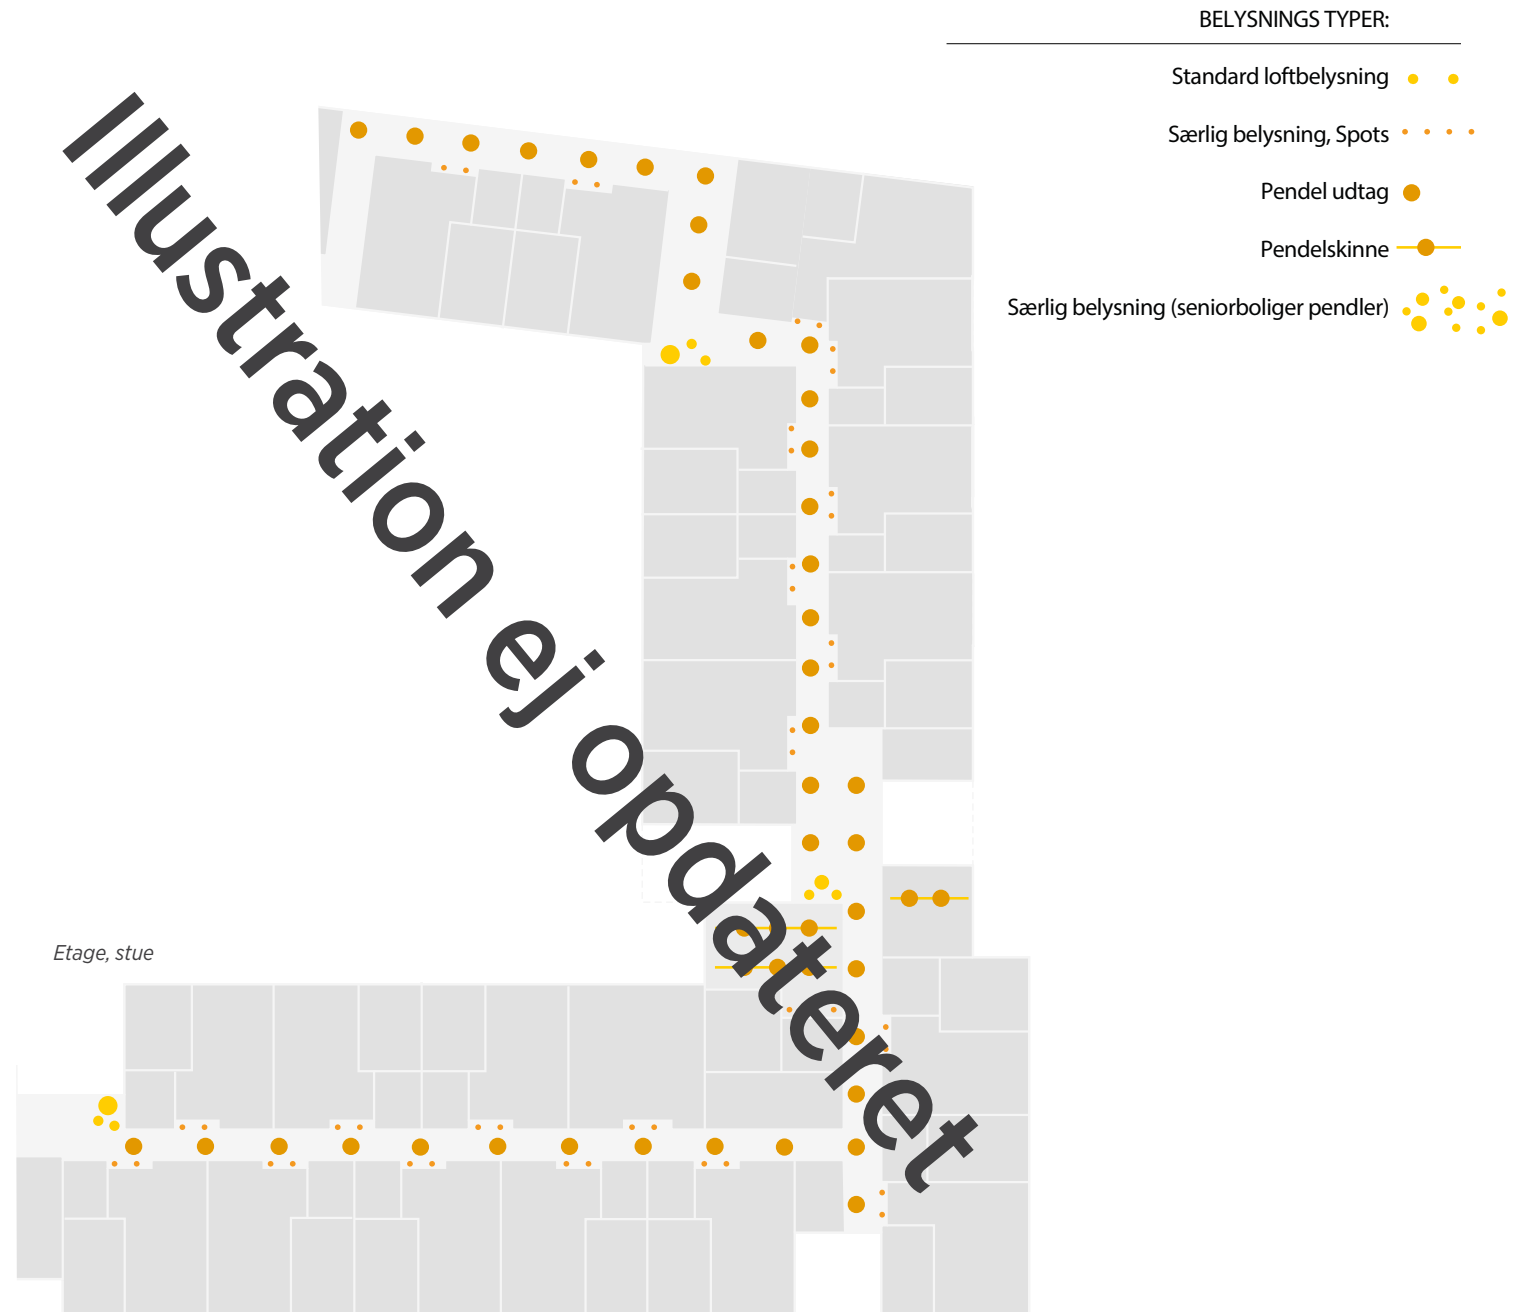 BELYSNINGS TYPER:
Standard loftbelysning
Særlig belysning, Spots
Pendel udtag
Pendelskinne
Særlig belysning (seniorboliger pendler)
Illustration ej opdateret
Etage, stue